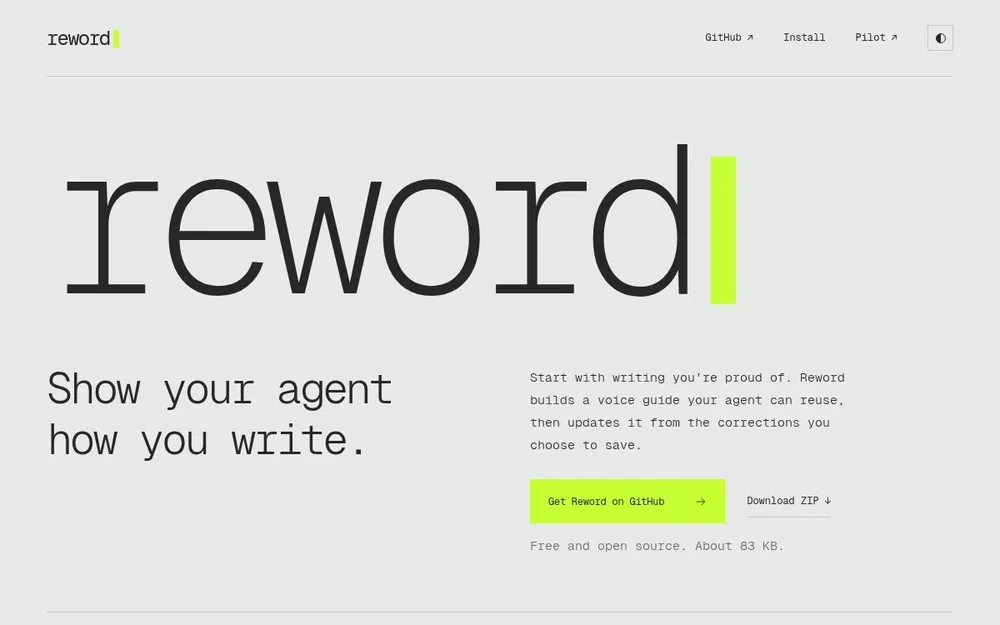 reword
GitHub ↗
Install
Pilot ↗
reword
Show your agent
how you write.
Start with writing you're proud of. Reword
builds a voice guide your agent can reuse,
then updates it from the corrections you
choose to save.
Get Reword on GitHub →
Download ZIP ↓
Free and open source. About 83 KB.